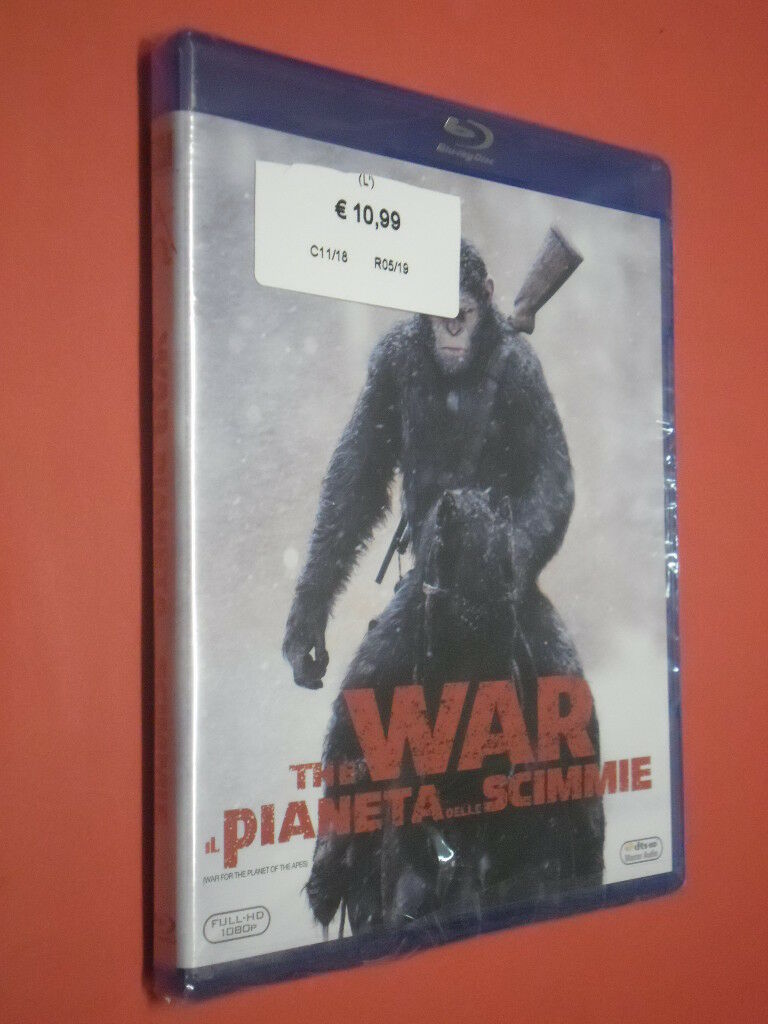 Blu-ray Disc
(L')
€ 10,99
C11/18 R05/19
THE WAR
IL PIANETA DELLE SCIMMIE
(WAR FOR THE PLANET OF THE APES)
FULL-HD
1080P
dts-HD
Master Audio